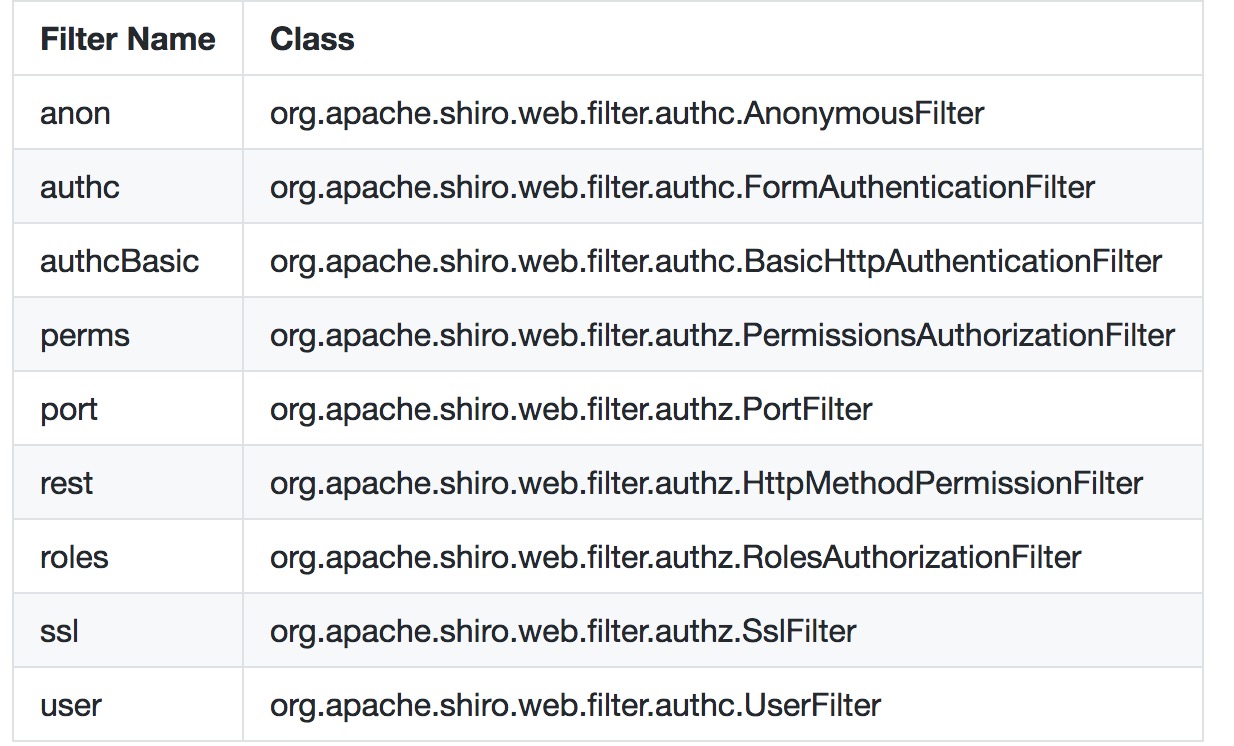 Filter Name Class
anon org.apache.shiro.web.filter.authc.AnonymousFilter
authc org.apache.shiro.web.filter.authc.FormAuthenticationFilter
authcBasic org.apache.shiro.web.filter.authc.BasicHttpAuthenticationFilter
perms org.apache.shiro.web.filter.authz.PermissionsAuthorizationFilter
port org.apache.shiro.web.filter.authz.PortFilter
rest org.apache.shiro.web.filter.authz.HttpMethodPermissionFilter
roles org.apache.shiro.web.filter.authz.RolesAuthorizationFilter
ssl org.apache.shiro.web.filter.authz.SslFilter
user org.apache.shiro.web.filter.authc.UserFilter